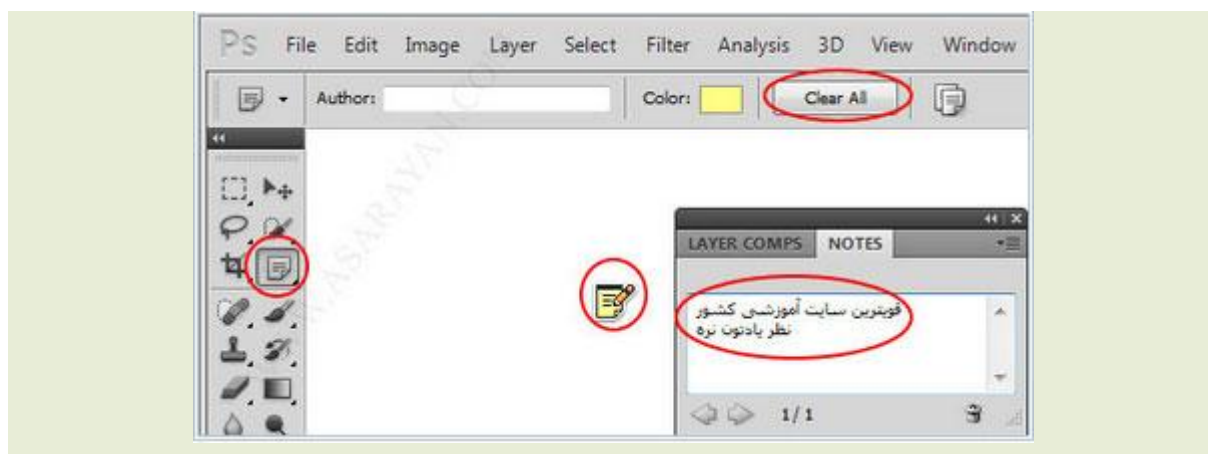 Ps File Edit Image Layer Select Filter Analysis 3D View Window
Author: Color: Clear All
LAYER COMPS NOTES
قویترین سایت آموزشی کشور
نظر یادتون نره
1/1